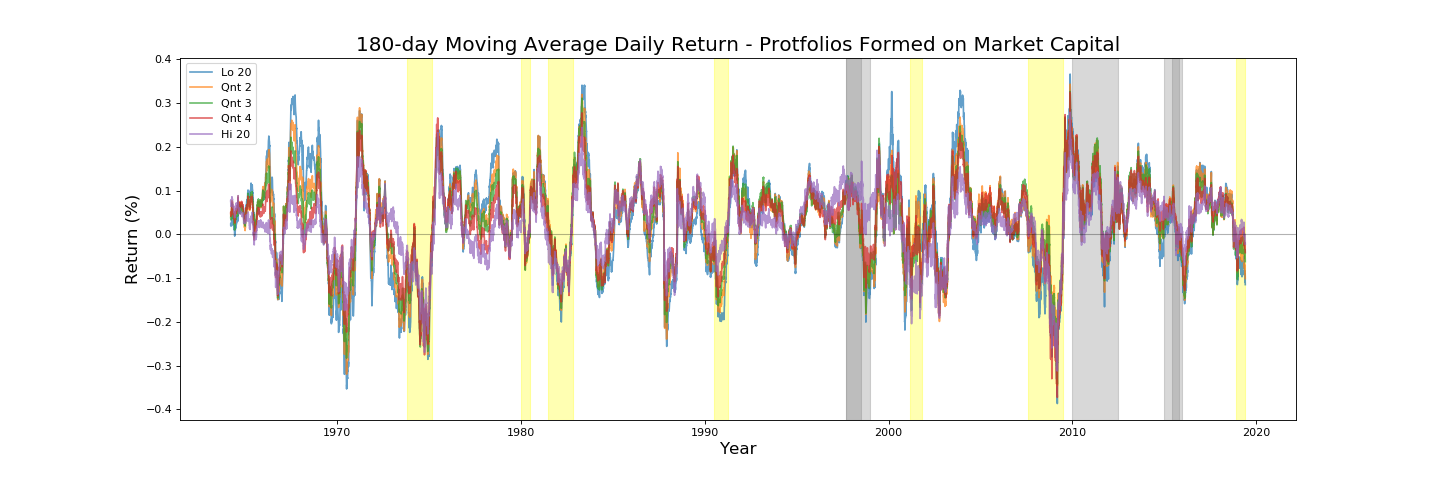 180-day Moving Average Daily Return - Protfolios Formed on Market Capital
Lo 20
Qnt 2
Qnt 3
Qnt 4
Hi 20
0.4
0.3
0.2
0.1
0.0
−0.1
−0.2
−0.3
−0.4
Return (%)
1970
1980
1990
2000
2010
2020
Year